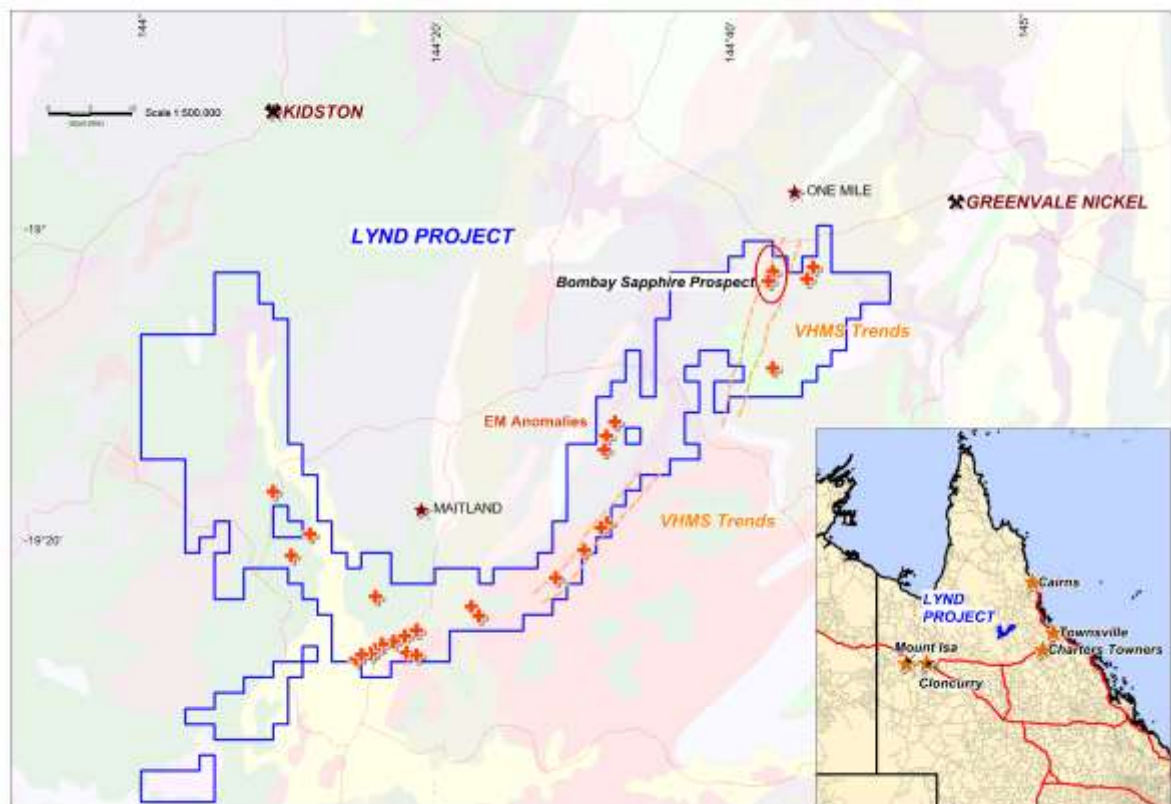 144°
144°20'
144°40'
145°
Scale 1:500,000
KIDSTON
ONE MILE
GREENVALE NICKEL
-19°
LYND PROJECT
Bombay Sapphire Prospect
VHMS Trends
EM Anomalies
MAITLAND
VHMS Trends
-19°20'
Cairns
LYND
PROJECT
Townsville
Charters Towners
Mount Isa
Cloncurry